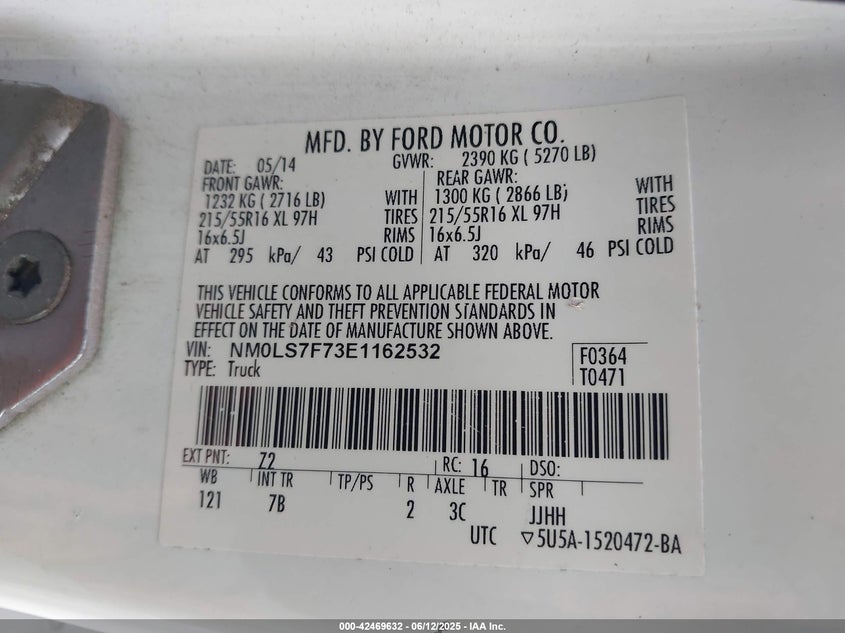 MFD. BY FORD MOTOR CO.
DATE: 05/14 GVWR: 2390 KG ( 5270 LB)
FRONT GAWR: REAR GAWR:
1232 KG ( 2716 LB) WITH 1300 KG ( 2866 LB) WITH
215/55R16 XL 97H TIRES 215/55R16 XL 97H TIRES
16x6.5J RIMS 16x6.5J RIMS
AT 295 kPa/ 43 PSI COLD AT 320 kPa/ 46 PSI COLD
THIS VEHICLE CONFORMS TO ALL APPLICABLE FEDERAL MOTOR
VEHICLE SAFETY AND THEFT PREVENTION STANDARDS IN
EFFECT ON THE DATE OF MANUFACTURE SHOWN ABOVE.
VIN: NM0LS7F73E1162532 F0364
TYPE: Truck T0471
EXT PNT: Z2 RC: 16 DSO:
WB INT TR TP/PS R AXLE TR SPR
121 7B 2 3C JJHH
UTC ▽5U5A-1520472-BA
000-42469632 - 06/12/2025 - IAA Inc.